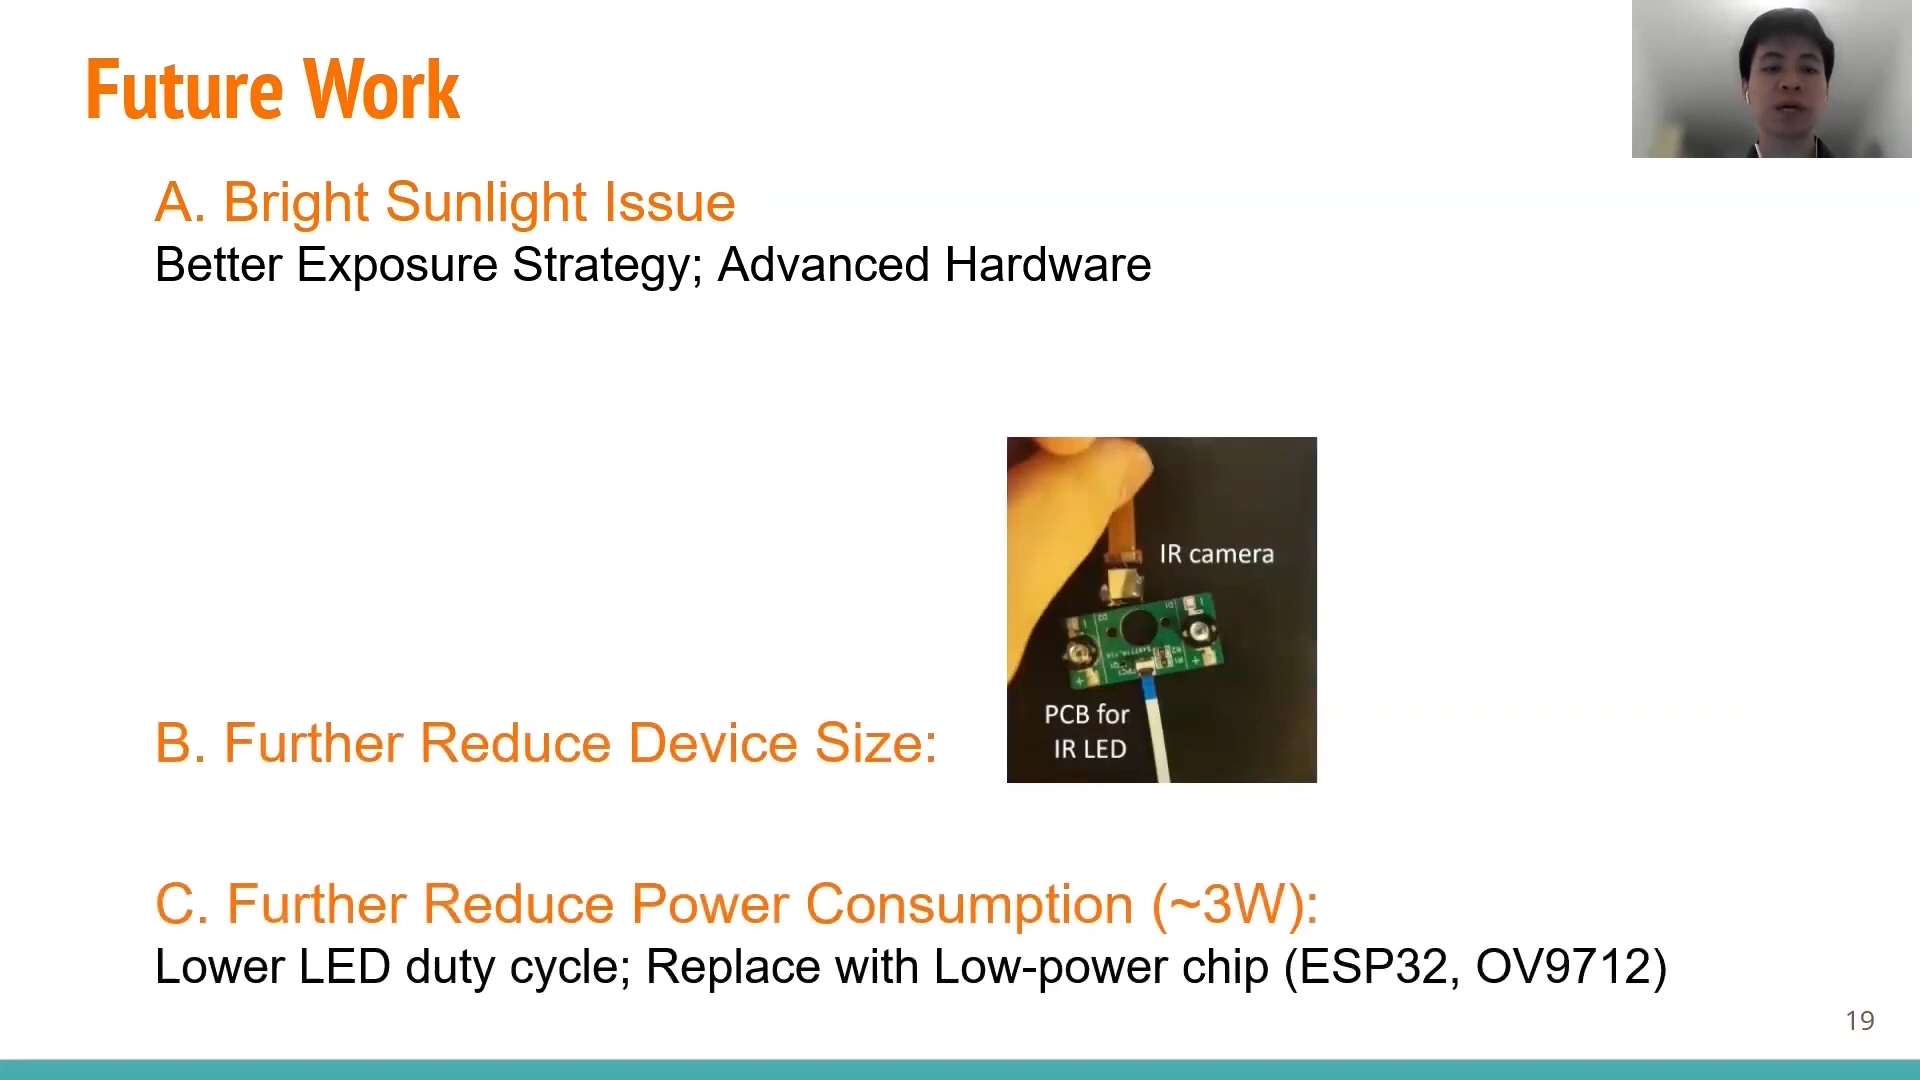 Future Work
A. Bright Sunlight Issue
Better Exposure Strategy; Advanced Hardware
IR camera
PCB for
IR LED
B. Further Reduce Device Size:
C. Further Reduce Power Consumption (~3W):
Lower LED duty cycle; Replace with Low-power chip (ESP32, OV9712)
19